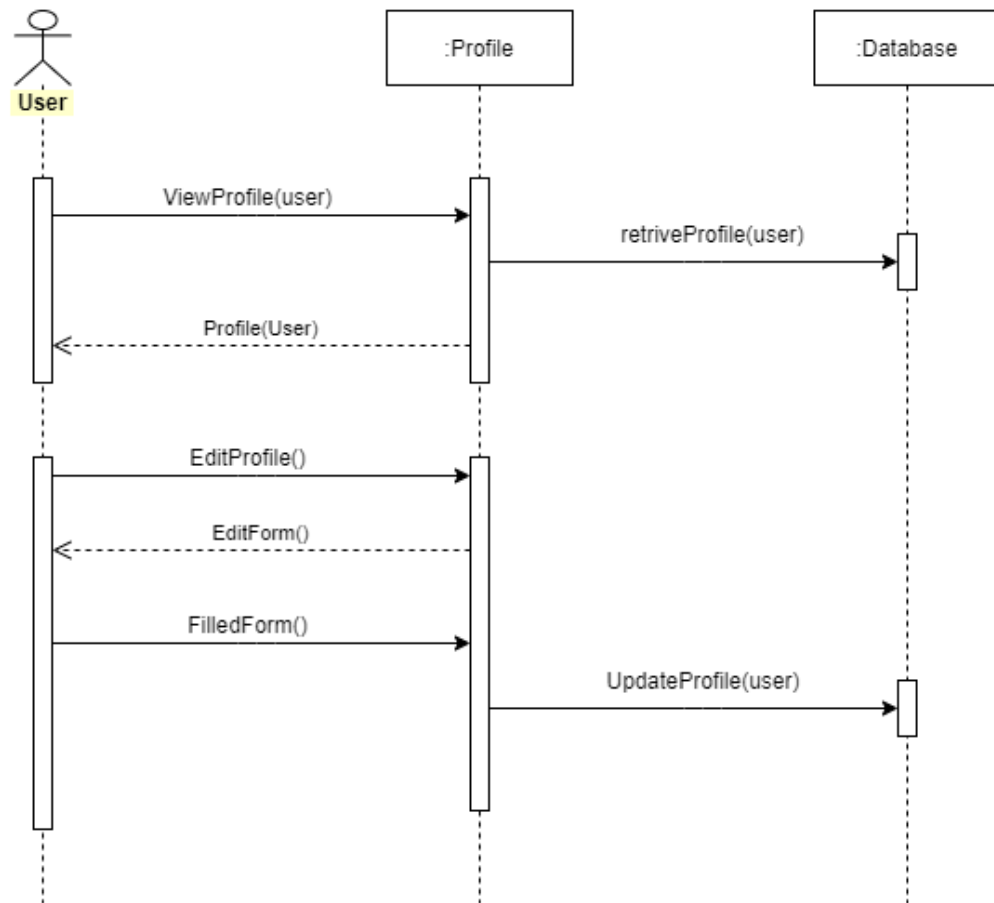 :Profile
:Database
User
ViewProfile(user)
retriveProfile(user)
Profile(User)
EditProfile()
EditForm()
FilledForm()
UpdateProfile(user)